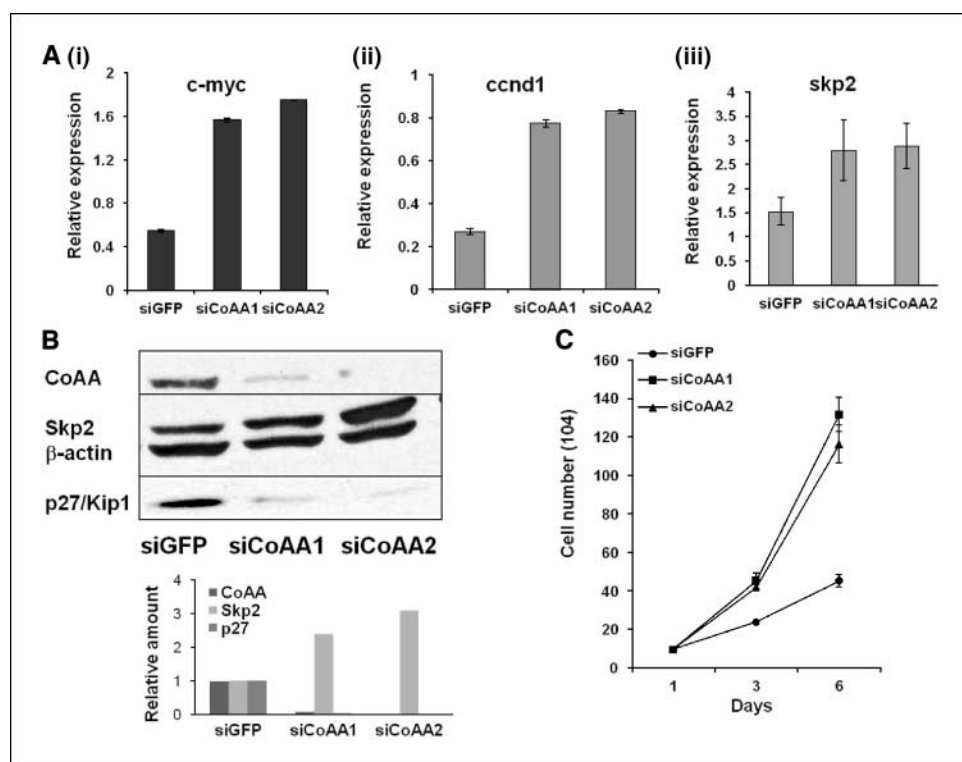 A (i)
c-myc
Relative expression
2
1.6
1.2
0.8
0.4
0
siGFP siCoAA1 siCoAA2
(ii)
ccnd1
Relative expression
1
0.8
0.6
0.4
0.2
0
siGFP siCoAA1 siCoAA2
(iii)
skp2
Relative expression
4
3.5
3
2.5
2
1.5
1
0.5
0
siGFP siCoAA1 siCoAA2
B
CoAA
Skp2
β-actin
p27/Kip1
siGFP siCoAA1 siCoAA2
Relative amount
4
3
2
1
0
CoAA
Skp2
p27
siGFP siCoAA1 siCoAA2
C
siGFP
siCoAA1
siCoAA2
Cell number (104)
160
140
120
100
80
60
40
20
0
1 3 6
Days